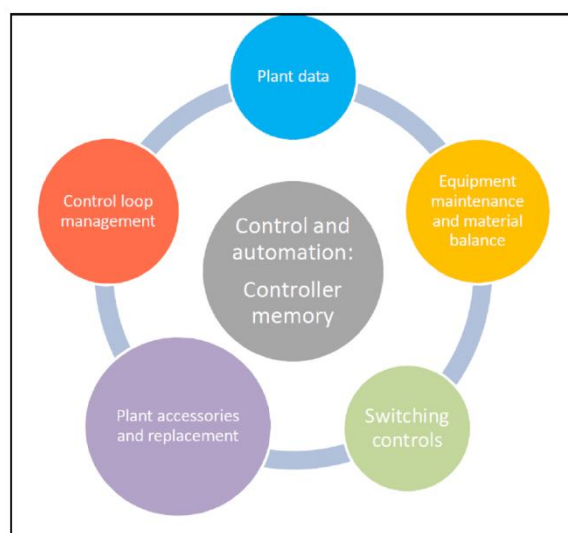 Plant data
Equipment
maintenance
and material
balance
Control loop
management
Control and
automation:
Controller
memory
Plant accessories
and replacement
Switching
controls